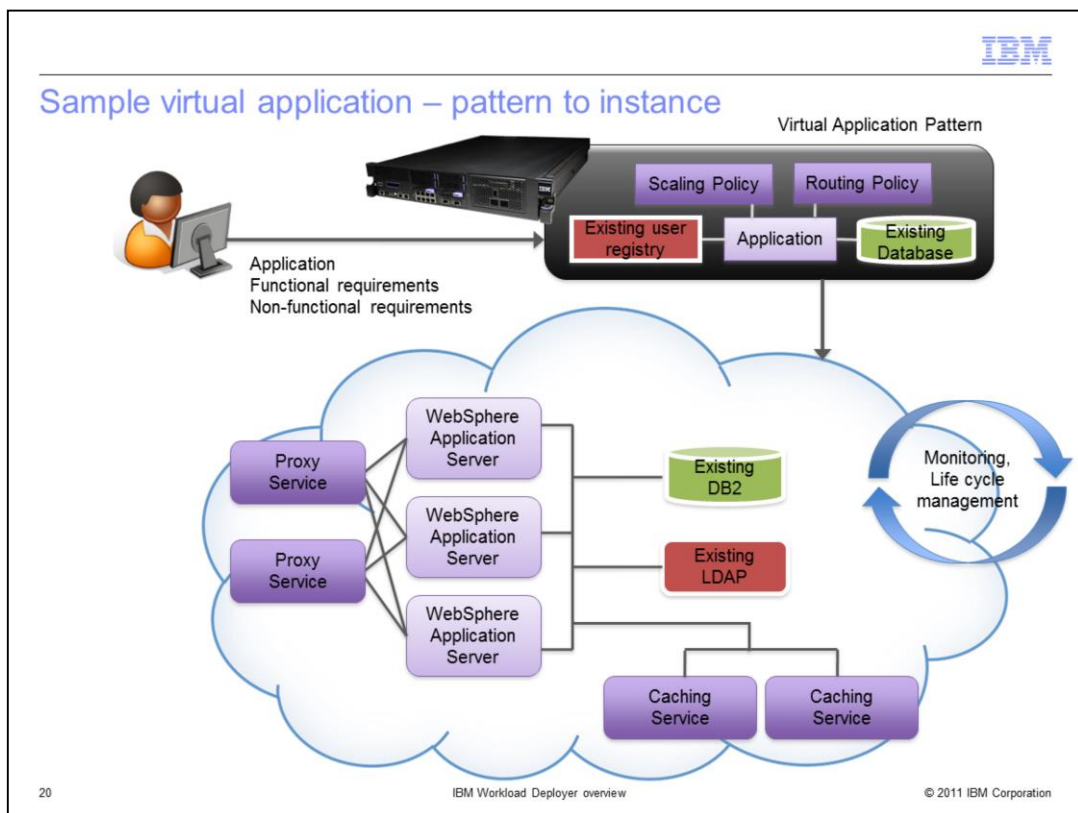 IBM
Sample virtual application – pattern to instance
Virtual Application Pattern
Scaling Policy
Routing Policy
Existing user
registry
Application
Existing
Database
IBM
Application
Functional requirements
Non-functional requirements
WebSphere
Application
Server
Proxy
Service
WebSphere
Application
Server
Proxy
Service
WebSphere
Application
Server
Existing
DB2
Existing
LDAP
Monitoring,
Life cycle
management
Caching
Service
Caching
Service
20
IBM Workload Deployer overview
© 2011 IBM Corporation